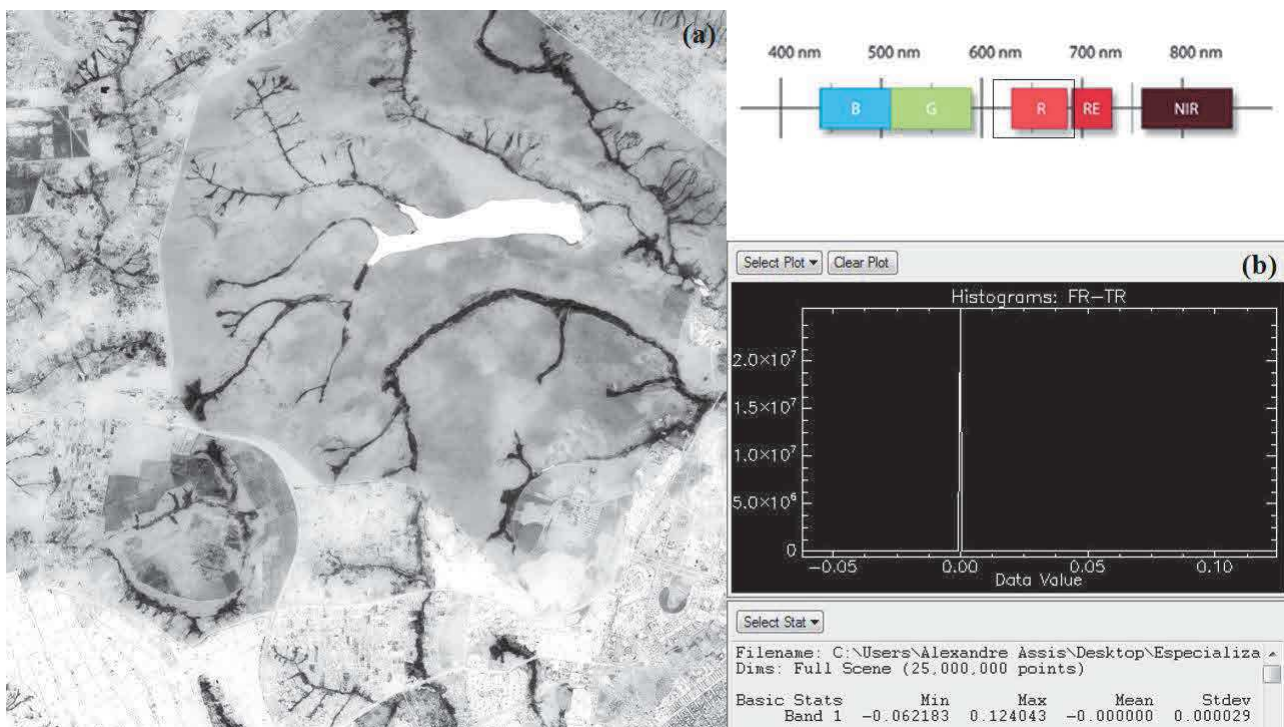 (a)
400 nm 500 nm 600 nm 700 nm 800 nm
B G R RE NIR
Select Plot Clear Plot (b)
Histograms: FR-TR
2.0×10⁷
1.5×10⁷
1.0×10⁷
5.0×10⁶
0
-0.05 0.00 0.05 0.10
Data Value
Select Stat
Filename: C:\Users\Alexandre Assis\Desktop\Especializa
Dims: Full Scene (25,000,000 points)
Basic Stats Min Max Mean Stdev
Band 1 -0.062183 0.124042 -0.000000 0.000029